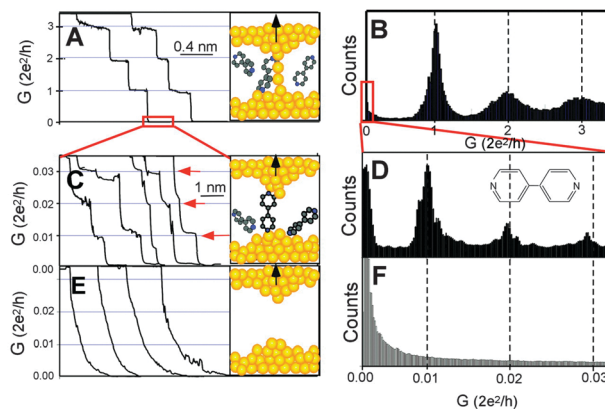 A
G (2e²/h)
3
2
1
0
0.4 nm
B
Counts
0 1 2 3
G (2e²/h)
C
G (2e²/h)
0.03
0.02
0.01
1 nm
D
Counts
N N
E
G (2e²/h)
0.00
0.02
0.01
0.00
F
Counts
0.00 0.01 0.02 0.03
G (2e²/h)